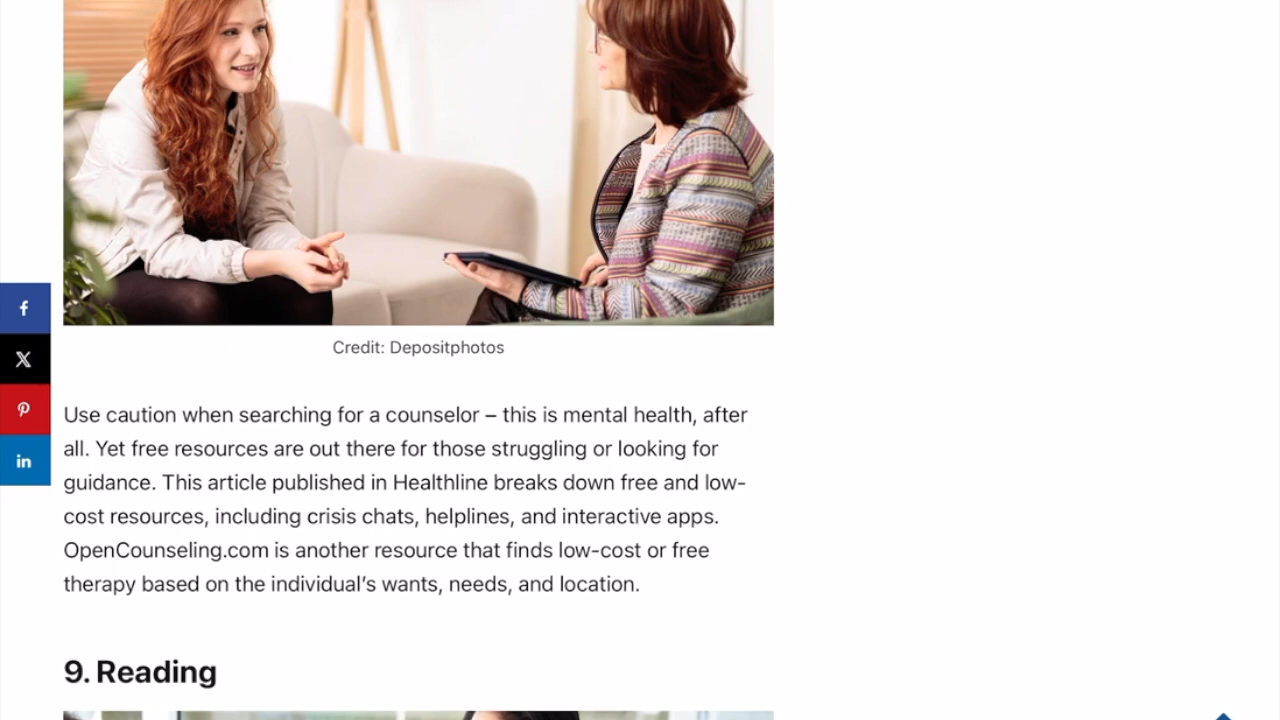 Credit: Depositphotos
Use caution when searching for a counselor – this is mental health, after
all. Yet free resources are out there for those struggling or looking for
guidance. This article published in Healthline breaks down free and low-
cost resources, including crisis chats, helplines, and interactive apps.
OpenCounseling.com is another resource that finds low-cost or free
therapy based on the individual’s wants, needs, and location.
9. Reading